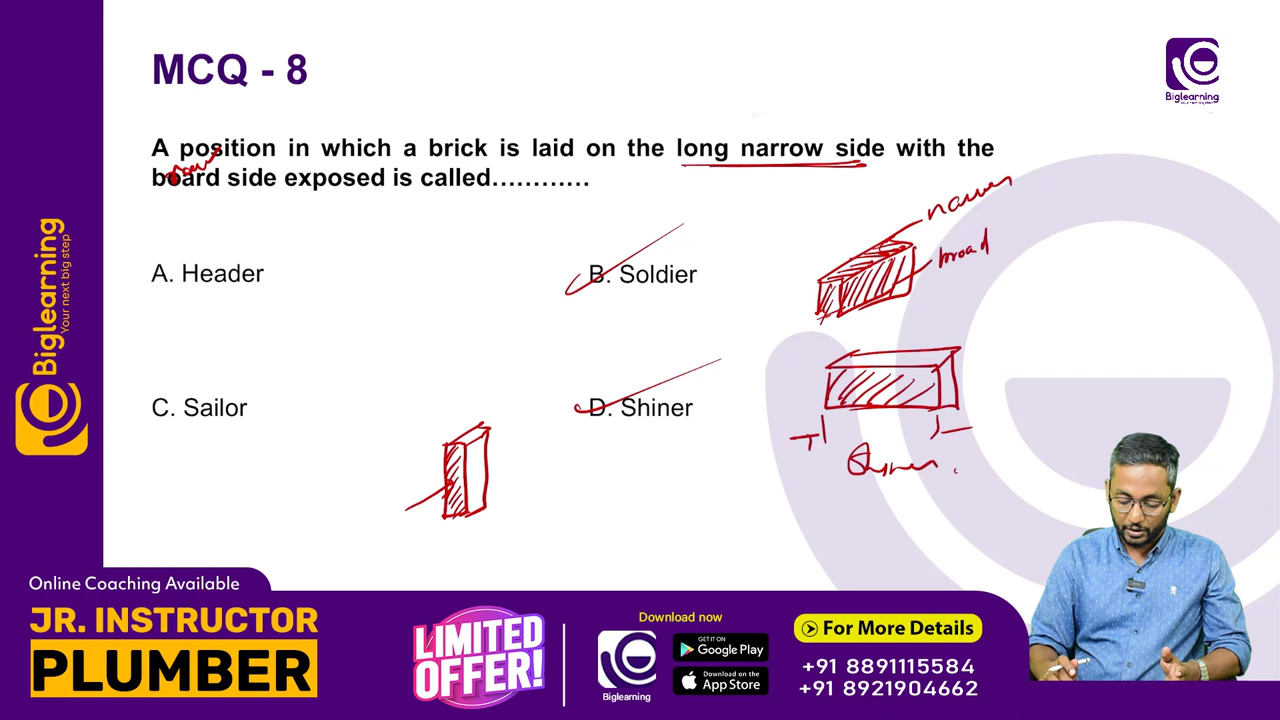 MCQ - 8
Biglearning
A position in which a brick is laid on the long narrow side with the
board side exposed is called............
narrow
broad
A. Header
B. Soldier
C. Sailor
D. Shiner
Shiner
Biglearning
Your next big step
Online Coaching Available
JR. INSTRUCTOR
PLUMBER
LIMITED
OFFER!
Download now
Biglearning
GET IT ON
Google Play
Download on the
App Store
For More Details
+91 8891115584
+91 8921904662